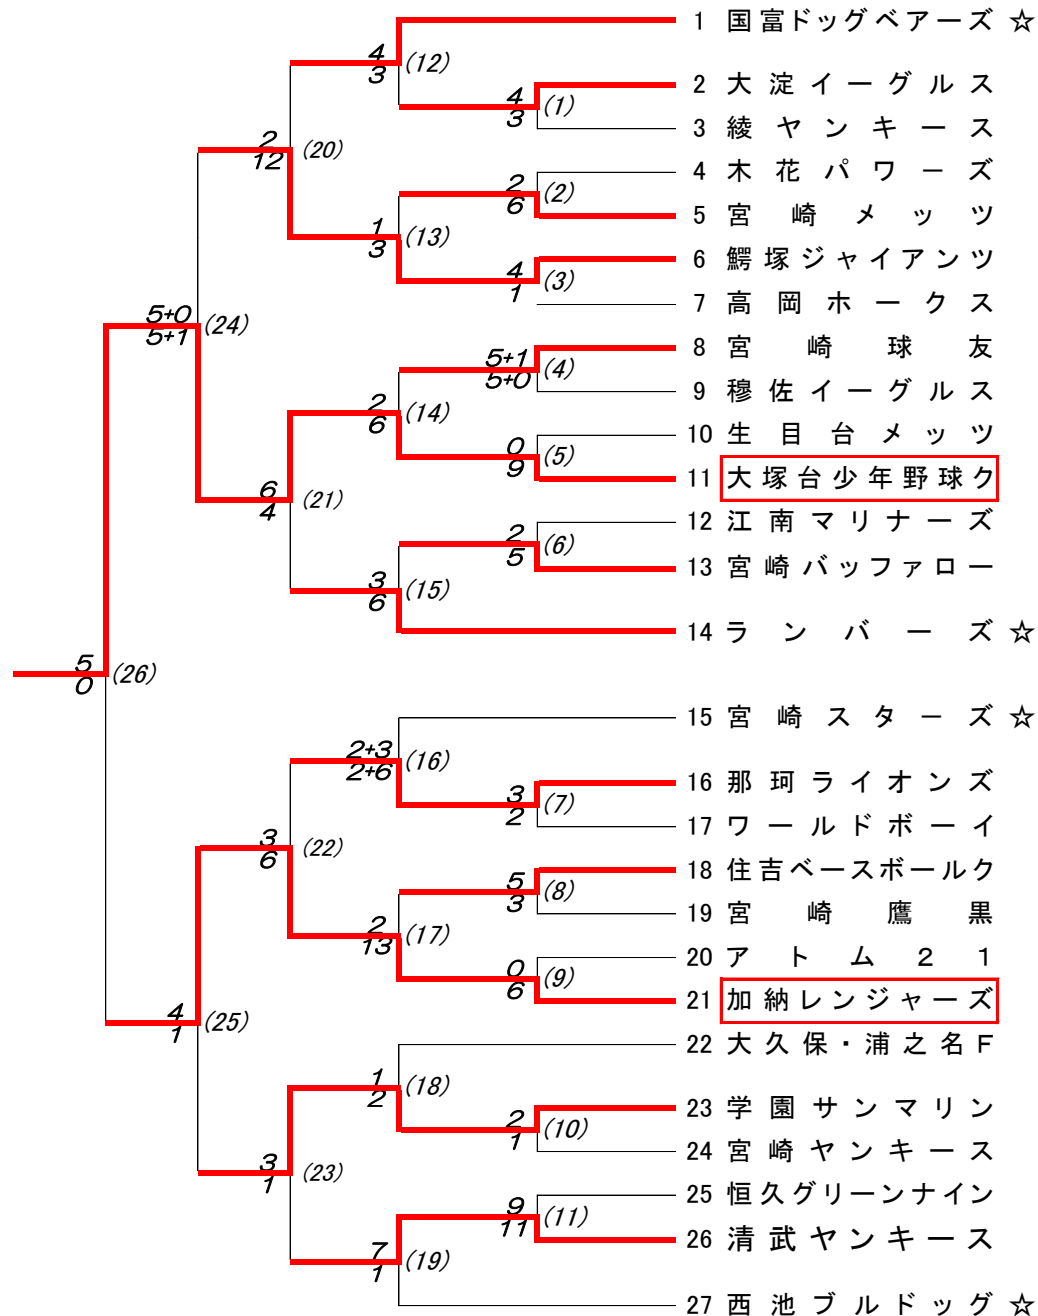 1 国富ドッグベアーズ ☆
4
3 (12)
2 大淀イーグルス
4
3 (1)
3 綾ヤンキース
2
12 (20)
4 木花パワーズ
2
6 (2)
5 宮崎メッツ
1
3 (13)
6 鰐塚ジャイアンツ
4
1 (3)
7 高岡ホークス
5+0
5+1 (24)
8 宮崎球友
5+1
5+0 (4)
9 穆佐イーグルス
2
6 (14)
10 生目台メッツ
0
9 (5)
11 大塚台少年野球ク
6
4 (21)
12 江南マリナーズ
2
5 (6)
13 宮崎バッファロー
3
6 (15)
14 ランバーズ ☆
5
0 (26)
15 宮崎スターズ ☆
2+3
2+6 (16)
16 那珂ライオンズ
3
2 (7)
17 ワールドボーイ
3
6 (22)
18 住吉ベースボールク
5
3 (8)
19 宮崎鷹黒
2
13 (17)
20 アトム21
0
6 (9)
21 加納レンジャーズ
4
1 (25)
22 大久保・浦之名F
1
2 (18)
23 学園サンマリン
2
1 (10)
24 宮崎ヤンキース
3
1 (23)
25 恒久グリーンナイン
9
11 (11)
26 清武ヤンキース
7
1 (19)
27 西池ブルドッグ ☆